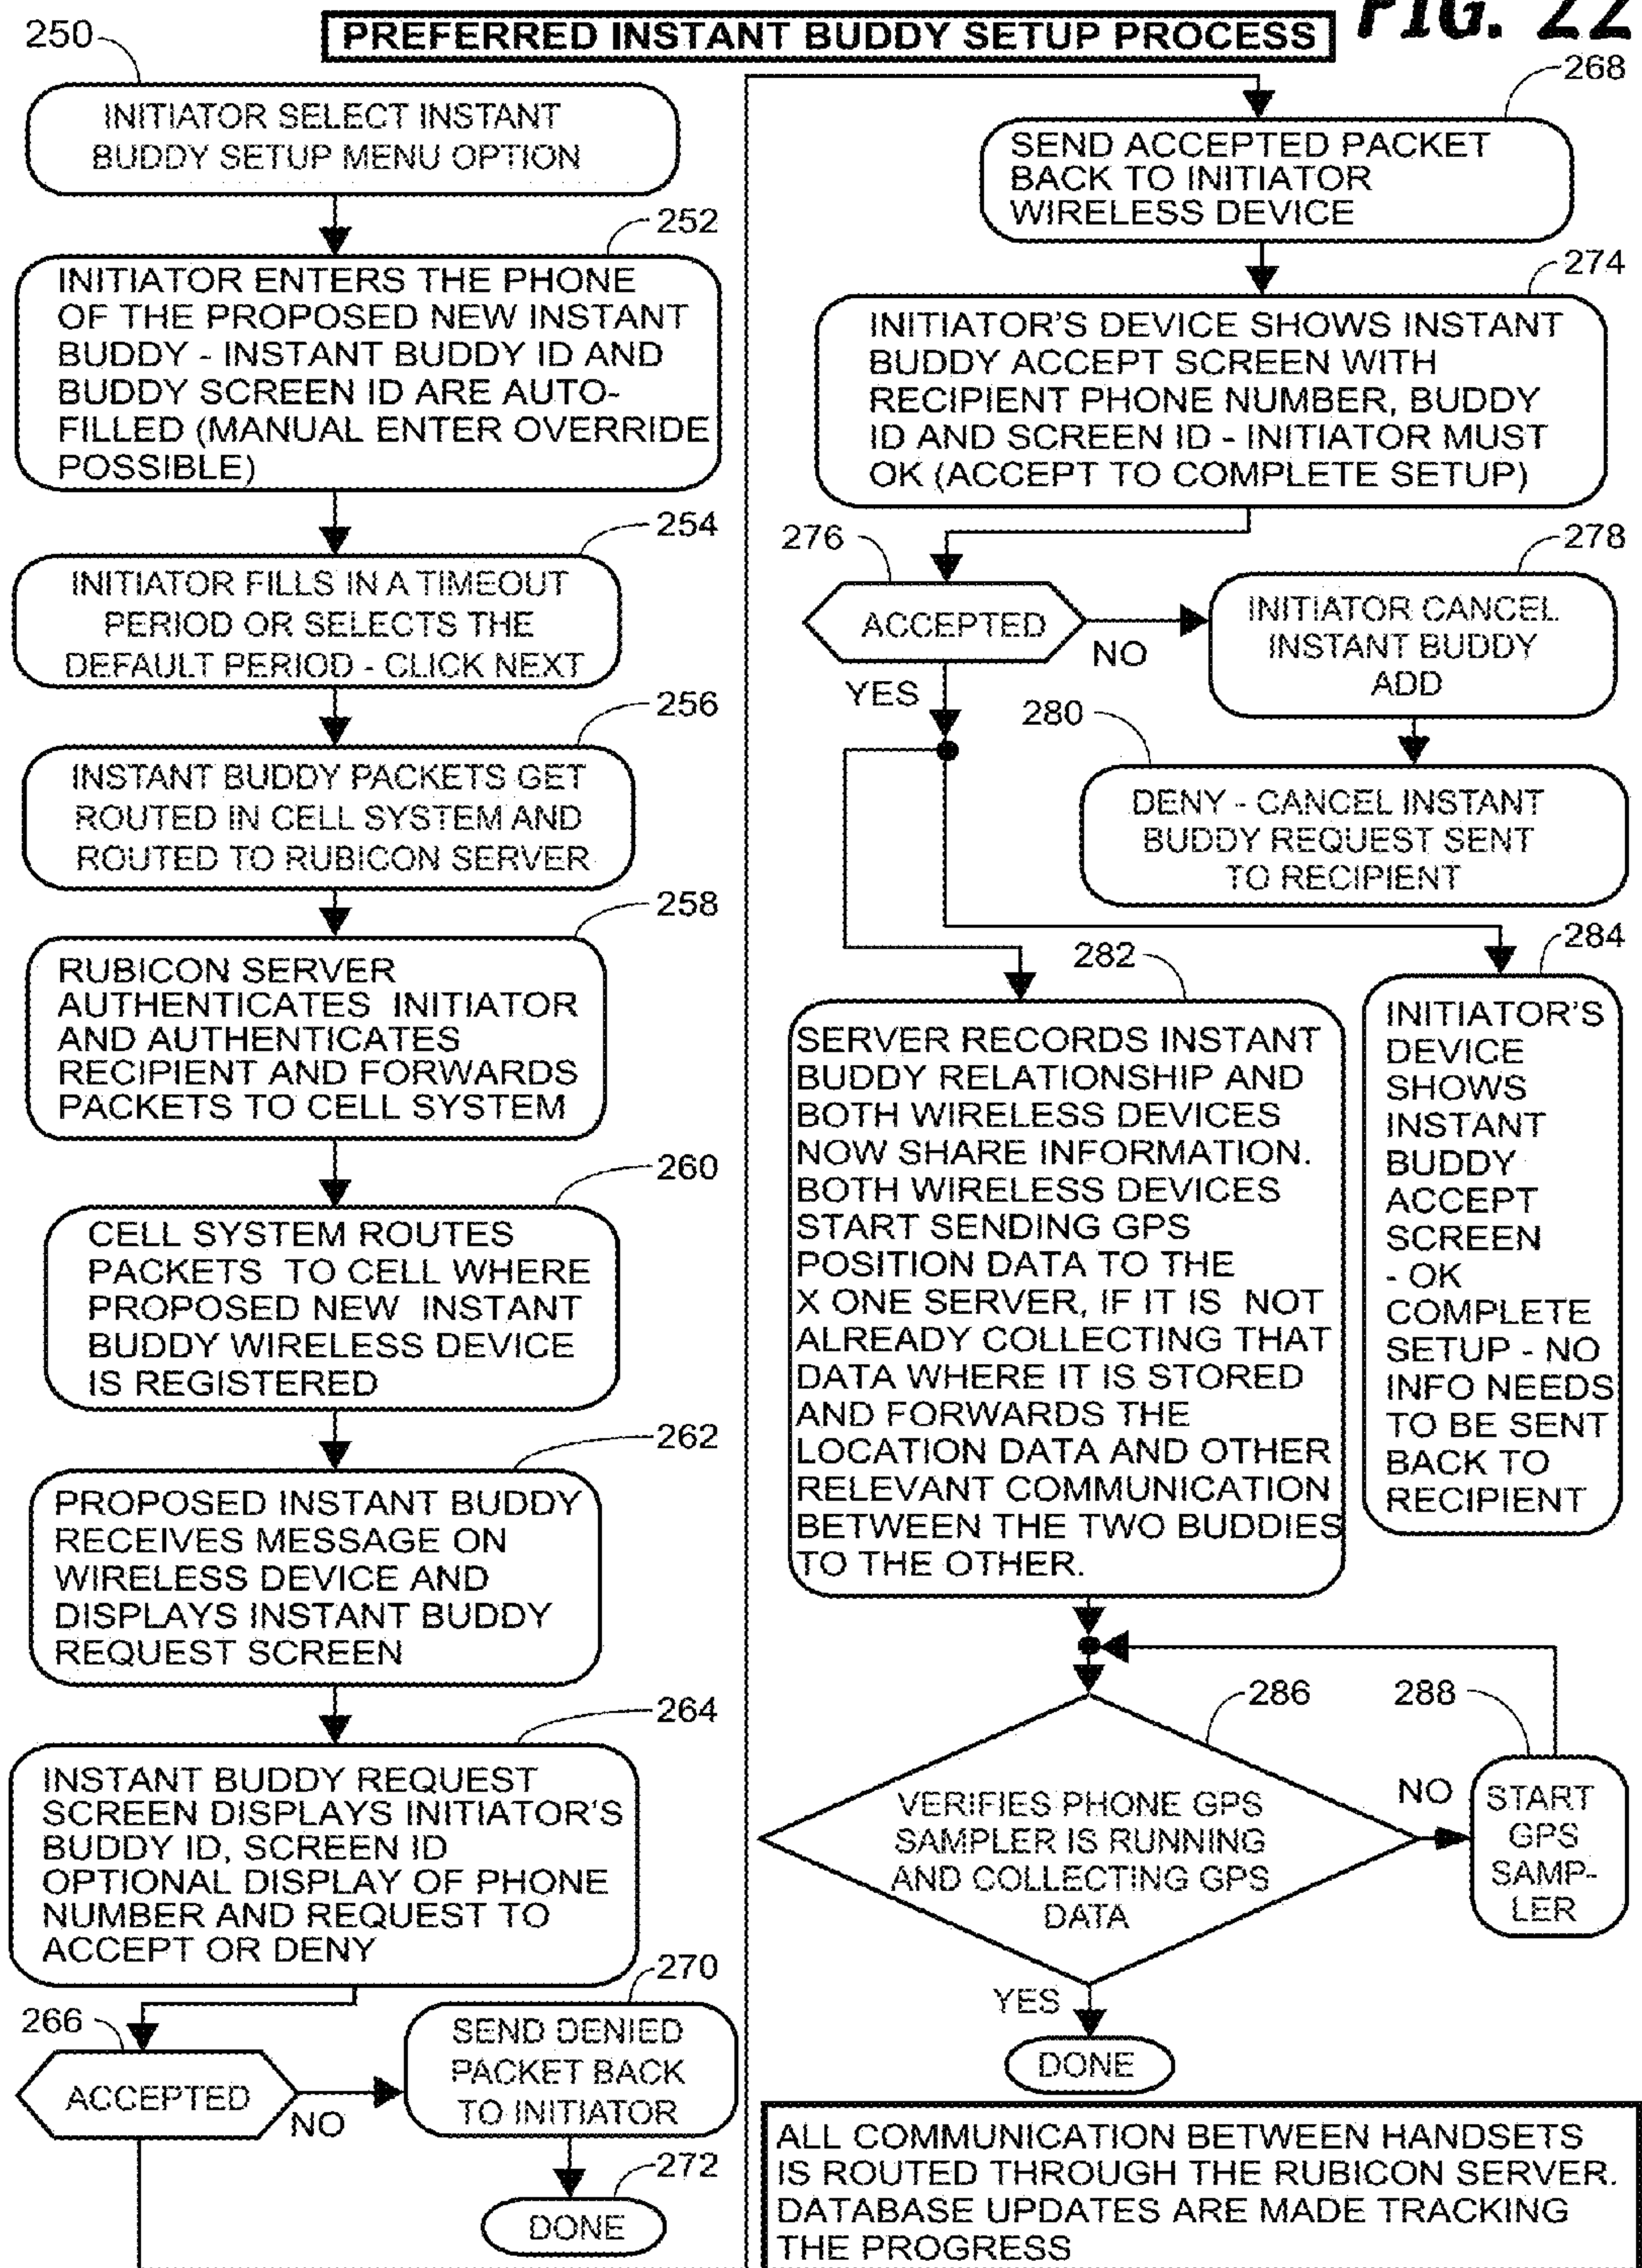 FIG. 22
PREFERRED INSTANT BUDDY SETUP PROCESS
250
INITIATOR SELECT INSTANT
BUDDY SETUP MENU OPTION
252
INITIATOR ENTERS THE PHONE
OF THE PROPOSED NEW INSTANT
BUDDY - INSTANT BUDDY ID AND
BUDDY SCREEN ID ARE AUTO-
FILLED (MANUAL ENTER OVERRIDE
POSSIBLE)
254
INITIATOR FILLS IN A TIMEOUT
PERIOD OR SELECTS THE
DEFAULT PERIOD - CLICK NEXT
256
INSTANT BUDDY PACKETS GET
ROUTED IN CELL SYSTEM AND
ROUTED TO RUBICON SERVER
258
RUBICON SERVER
AUTHENTICATES INITIATOR
AND AUTHENTICATES
RECIPIENT AND FORWARDS
PACKETS TO CELL SYSTEM
260
CELL SYSTEM ROUTES
PACKETS TO CELL WHERE
PROPOSED NEW INSTANT
BUDDY WIRELESS DEVICE
IS REGISTERED
262
PROPOSED INSTANT BUDDY
RECEIVES MESSAGE ON
WIRELESS DEVICE AND
DISPLAYS INSTANT BUDDY
REQUEST SCREEN
264
INSTANT BUDDY REQUEST
SCREEN DISPLAYS INITIATOR'S
BUDDY ID, SCREEN ID
OPTIONAL DISPLAY OF PHONE
NUMBER AND REQUEST TO
ACCEPT OR DENY
266
ACCEPTED
NO
270
SEND DENIED
PACKET BACK
TO INITIATOR
272
DONE
268
SEND ACCEPTED PACKET
BACK TO INITIATOR
WIRELESS DEVICE
274
INITIATOR'S DEVICE SHOWS INSTANT
BUDDY ACCEPT SCREEN WITH
RECIPIENT PHONE NUMBER, BUDDY
ID AND SCREEN ID - INITIATOR MUST
OK (ACCEPT TO COMPLETE SETUP)
276
ACCEPTED
NO
YES
278
INITIATOR CANCEL
INSTANT BUDDY
ADD
280
DENY - CANCEL INSTANT
BUDDY REQUEST SENT
TO RECIPIENT
282
SERVER RECORDS INSTANT
BUDDY RELATIONSHIP AND
BOTH WIRELESS DEVICES
NOW SHARE INFORMATION.
BOTH WIRELESS DEVICES
START SENDING GPS
POSITION DATA TO THE
X ONE SERVER, IF IT IS NOT
ALREADY COLLECTING THAT
DATA WHERE IT IS STORED
AND FORWARDS THE
LOCATION DATA AND OTHER
RELEVANT COMMUNICATION
BETWEEN THE TWO BUDDIES
TO THE OTHER.
284
INITIATOR'S
DEVICE
SHOWS
INSTANT
BUDDY
ACCEPT
SCREEN
- OK
COMPLETE
SETUP - NO
INFO NEEDS
TO BE SENT
BACK TO
RECIPIENT
286
VERIFIES PHONE GPS
SAMPLER IS RUNNING
AND COLLECTING GPS
DATA
NO
288
START
GPS
SAMP-
LER
YES
DONE
ALL COMMUNICATION BETWEEN HANDSETS
IS ROUTED THROUGH THE RUBICON SERVER.
DATABASE UPDATES ARE MADE TRACKING
THE PROGRESS